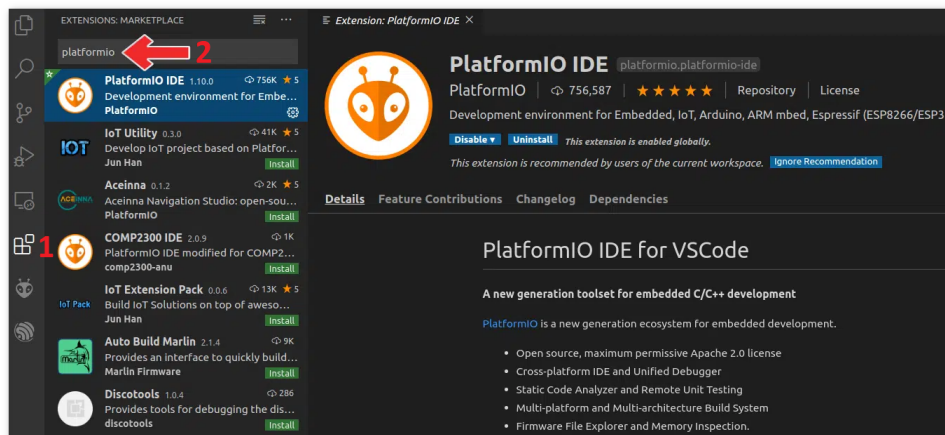 EXTENSIONS: MARKETPLACE
platformio
2
PlatformIO IDE 1.10.0 756K 5
Development environment for Embe...
PlatformIO
IOT
IoT Utility 0.3.0 41K 5
Develop IoT project based on Platfor...
Jun Han Install
ACEINNA
Aceinna 0.1.2 2K 5
Aceinna Navigation Studio: open-sou...
PlatformIO Install
1
COMP2300 IDE 2.0.9 1K
PlatformIO IDE modified for COMP2...
comp2300-anu Install
IoT Pack
IoT Extension Pack 0.0.6 13K 5
Build IoT Solutions on top of aweso...
Jun Han Install
Auto Build Marlin 2.1.4 9K
Provides an interface to quickly build...
Marlin Firmware Install
Discotools 1.0.4 286
Provides tools for debugging the dis...
discotools Install
Extension: PlatformIO IDE
PlatformIO IDE platformio.platformio-ide
PlatformIO 756,587 Repository License
Development environment for Embedded, IoT, Arduino, ARM mbed, Espressif (ESP8266/ESP3
Disable Uninstall This extension is enabled globally.
This extension is recommended by users of the current workspace. Ignore Recommendation
Details Feature Contributions Changelog Dependencies
PlatformIO IDE for VSCode
A new generation toolset for embedded C/C++ development
PlatformIO is a new generation ecosystem for embedded development.
• Open source, maximum permissive Apache 2.0 license
• Cross-platform IDE and Unified Debugger
• Static Code Analyzer and Remote Unit Testing
• Multi-platform and Multi-architecture Build System
• Firmware File Explorer and Memory Inspection.